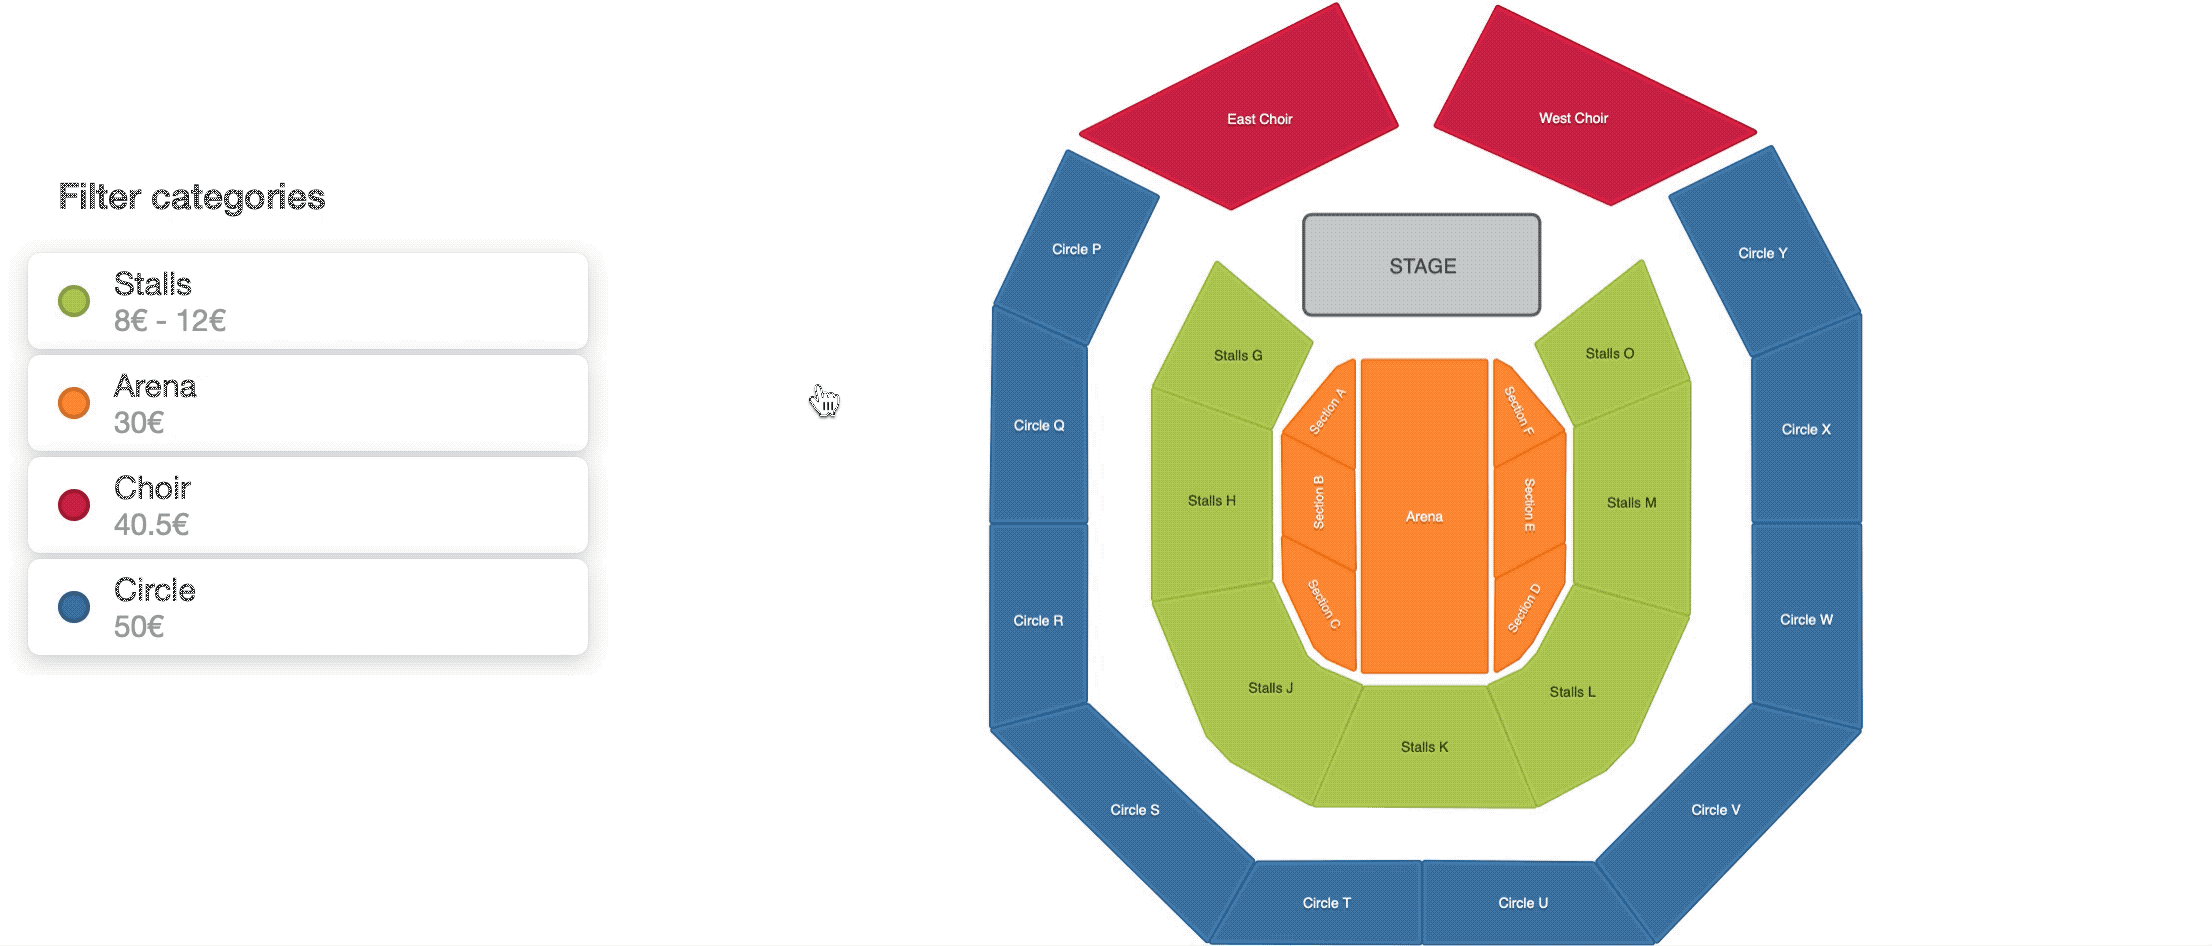 Filter categories
Stalls
8€ - 12€
Arena
30€
Choir
40.5€
Circle
50€
East Choir
West Choir
Circle P
Circle Y
STAGE
Stalls G
Stalls O
Section A
Section F
Circle Q
Circle X
Stalls H
Section B
Arena
Section E
Stalls M
Section C
Section D
Circle R
Circle W
Stalls J
Stalls L
Stalls K
Circle S
Circle V
Circle T
Circle U